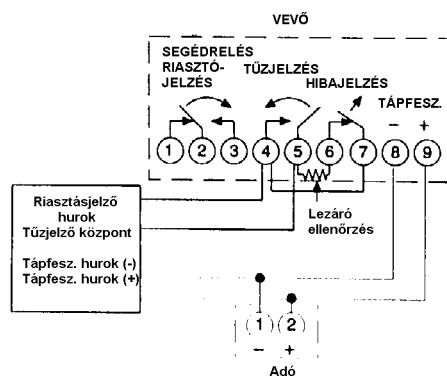 VEVŐ
SEGÉDRELÉS
RIASZTÓ-
JELZÉS
TŰZJELZÉS
HIBAJELZÉS
TÁPFESZ.
− +
1 2 3 4 5 6 7 8 9
Riasztásjelző
hurok
Tűzjelző központ
Lezáró
ellenőrzés
Tápfesz. hurok (-)
Tápfesz. hurok (+)
1 2
− +
Adó